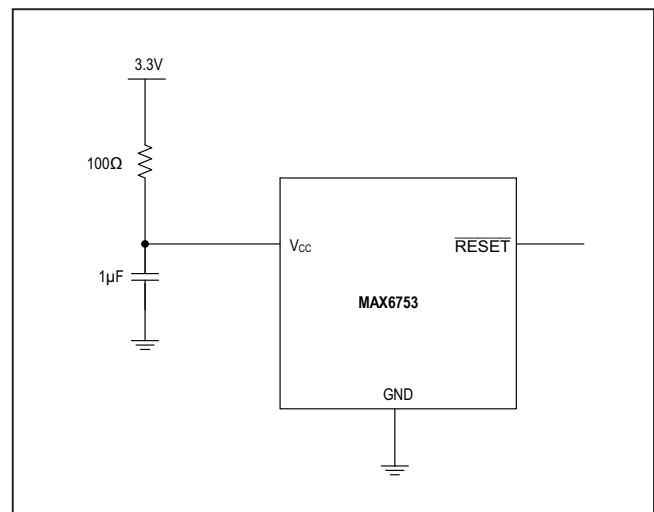 3.3V
100Ω
VCC
RESET
1µF
MAX6753
GND